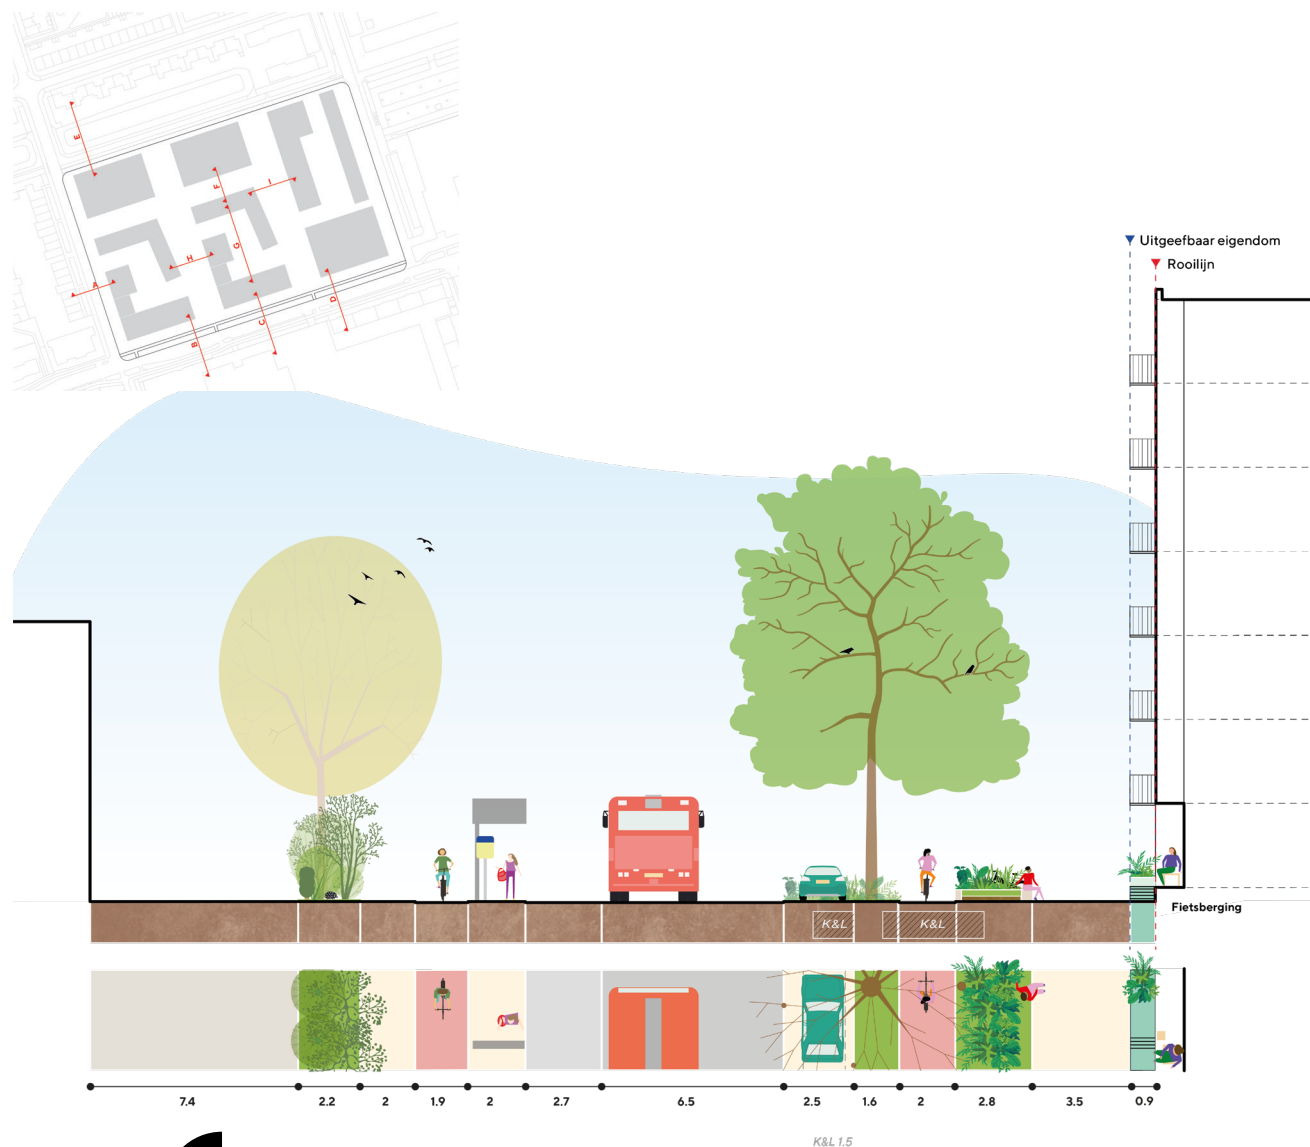 E
F
I
G
H
A
D
C
B
Uitgeefbaar eigendom
Rooilijn
K&L
K&L
Fietsberging
7.4 2.2 2 1.9 2 2.7 6.5 2.5 1.6 2 2.8 3.5 0.9
K&L 1.5